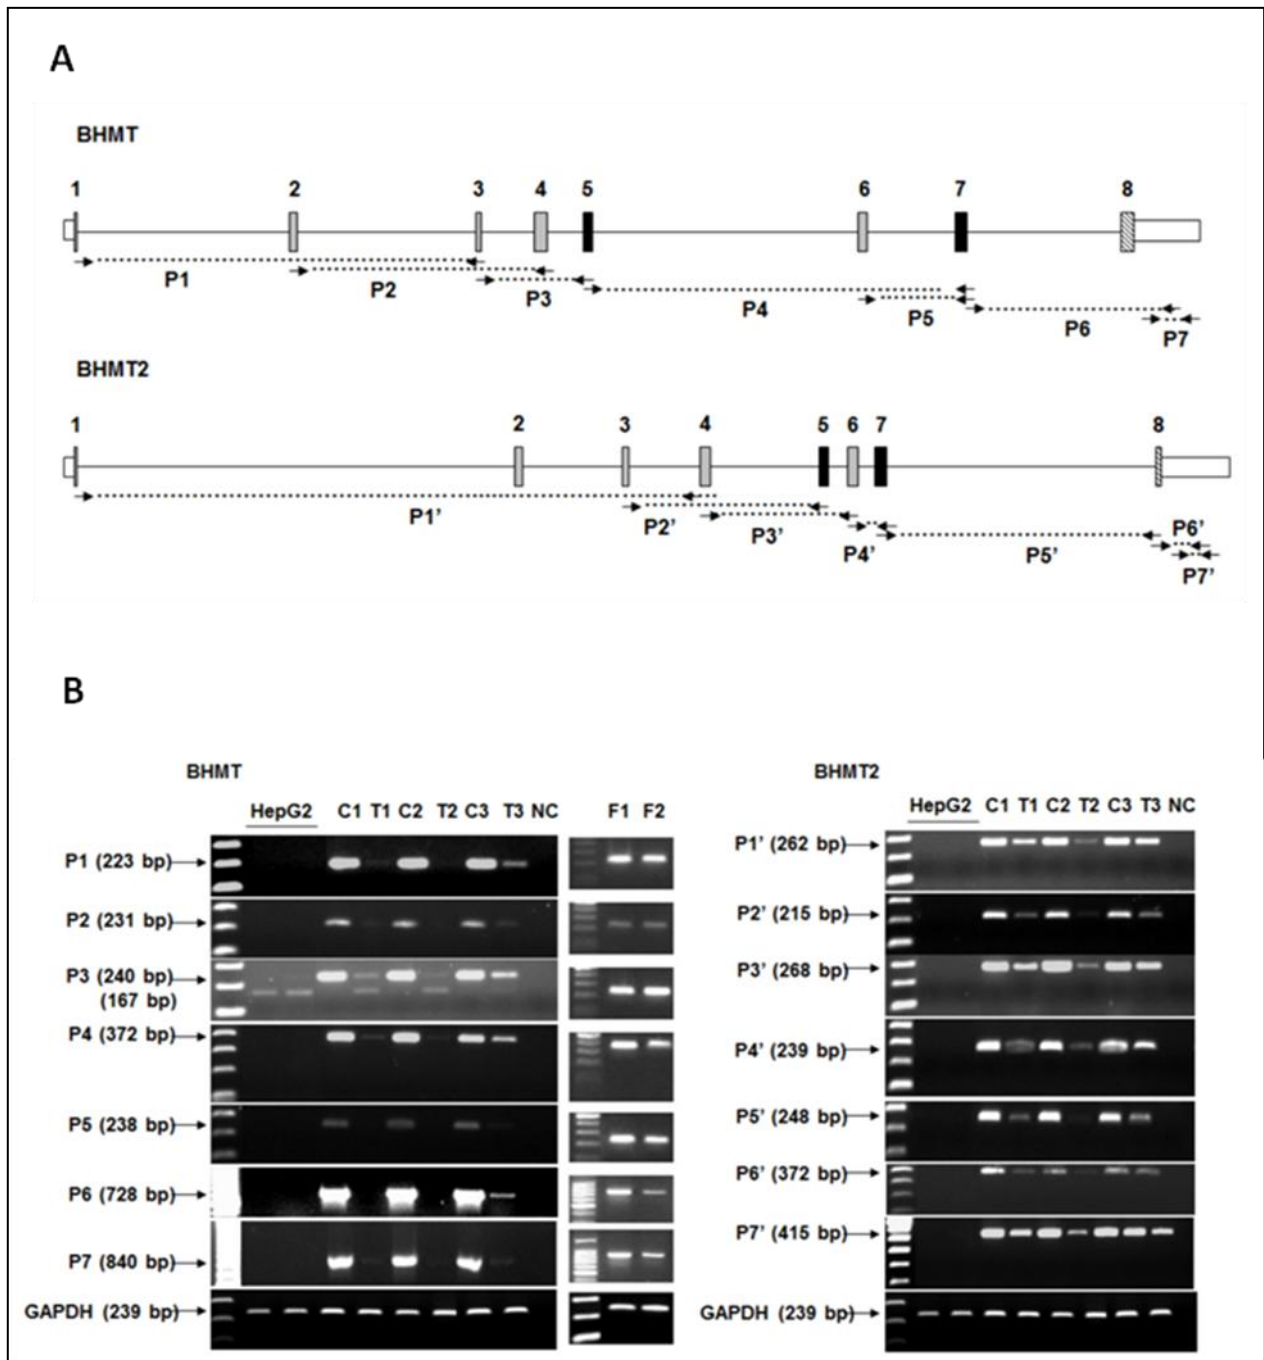 A
BHMT
1 2 3 4 5 6 7 8
P1 P2 P3 P4 P5 P6 P7
BHMT2
1 2 3 4 5 6 7 8
P1' P2' P3' P4' P5' P6' P7'
B
BHMT
HepG2 C1 T1 C2 T2 C3 T3 NC F1 F2
P1 (223 bp)
P2 (231 bp)
P3 (240 bp)
(167 bp)
P4 (372 bp)
P5 (238 bp)
P6 (728 bp)
P7 (840 bp)
GAPDH (239 bp)
BHMT2
HepG2 C1 T1 C2 T2 C3 T3 NC
P1' (262 bp)
P2' (215 bp)
P3' (268 bp)
P4' (239 bp)
P5' (248 bp)
P6' (372 bp)
P7' (415 bp)
GAPDH (239 bp)